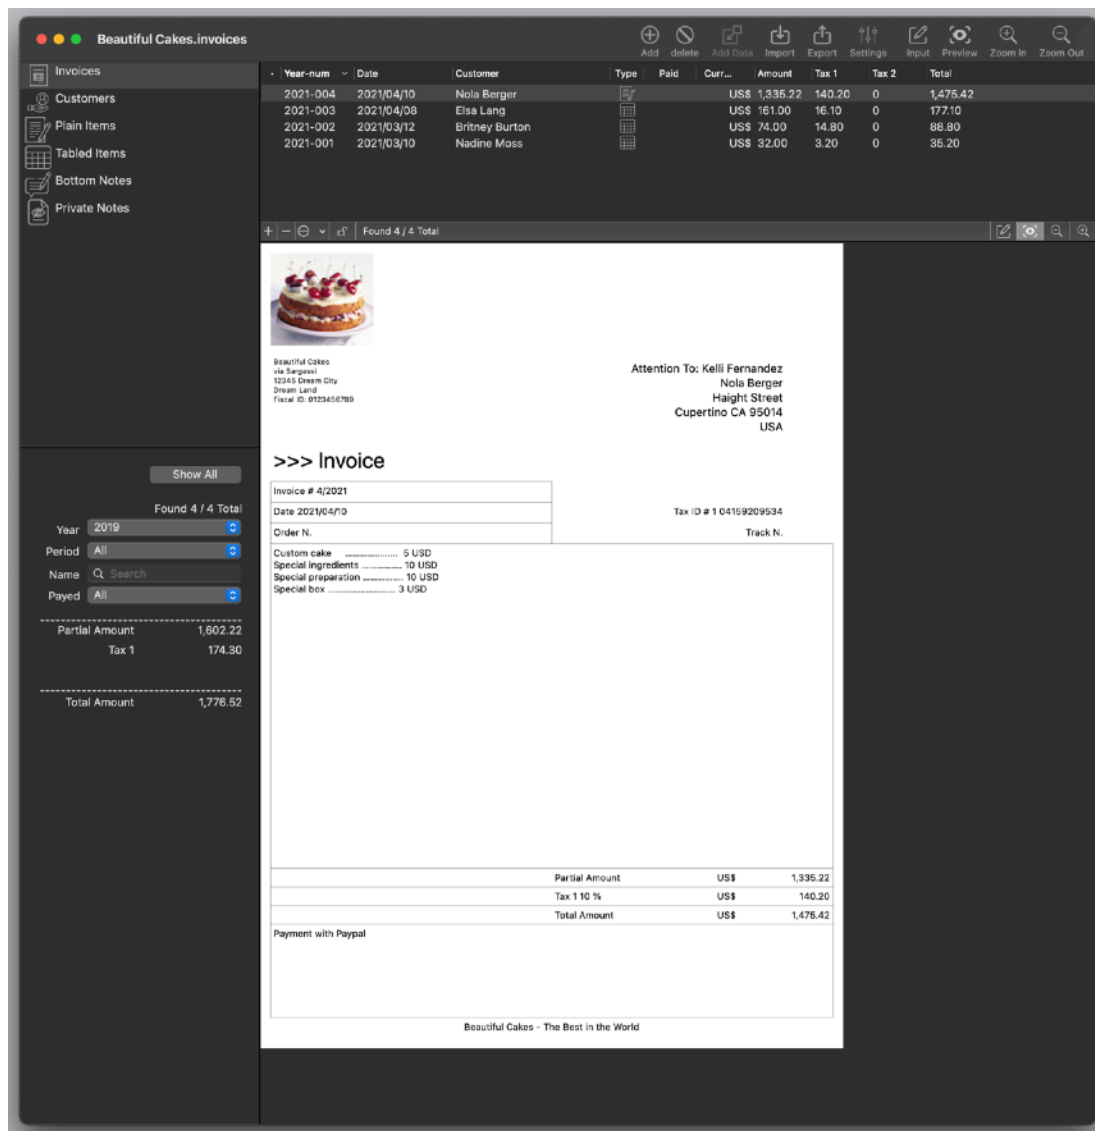 Beautiful Cakes.invoices
Add delete Add Data Import Export Settings Input Preview Zoom In Zoom Out
Invoices
Customers
Plain Items
Tabled Items
Bottom Notes
Private Notes
Year-num Date Customer Type Paid Curr... Amount Tax 1 Tax 2 Total
2021-004 2021/04/10 Nola Berger US$ 1,335.22 140.20 0 1,475.42
2021-003 2021/04/08 Elsa Lang US$ 161.00 16.10 0 177.10
2021-002 2021/03/12 Britney Burton US$ 74.00 14.80 0 88.80
2021-001 2021/03/10 Nadine Moss US$ 32.00 3.20 0 35.20
Found 4 / 4 Total
Show All
Found 4 / 4 Total
Year 2019
Period All
Name Search
Payed All
Partial Amount 1,602.22
Tax 1 174.30
Total Amount 1,776.52
Beautiful Cakes
via Sargassi
12345 Dream City
Dream Land
Fiscal ID: 0123456789
Attention To: Kelli Fernandez
Nola Berger
Haight Street
Cupertino CA 95014
USA
>>> Invoice
Invoice # 4/2021
Date 2021/04/10 Tax ID # 1 04159209534
Order N. Track N.
Custom cake ...................... 5 USD
Special ingredients ................ 10 USD
Special preparation ................ 10 USD
Special box ........................... 3 USD
Partial Amount US$ 1,335.22
Tax 1 10 % US$ 140.20
Total Amount US$ 1,475.42
Payment with Paypal
Beautiful Cakes - The Best in the World